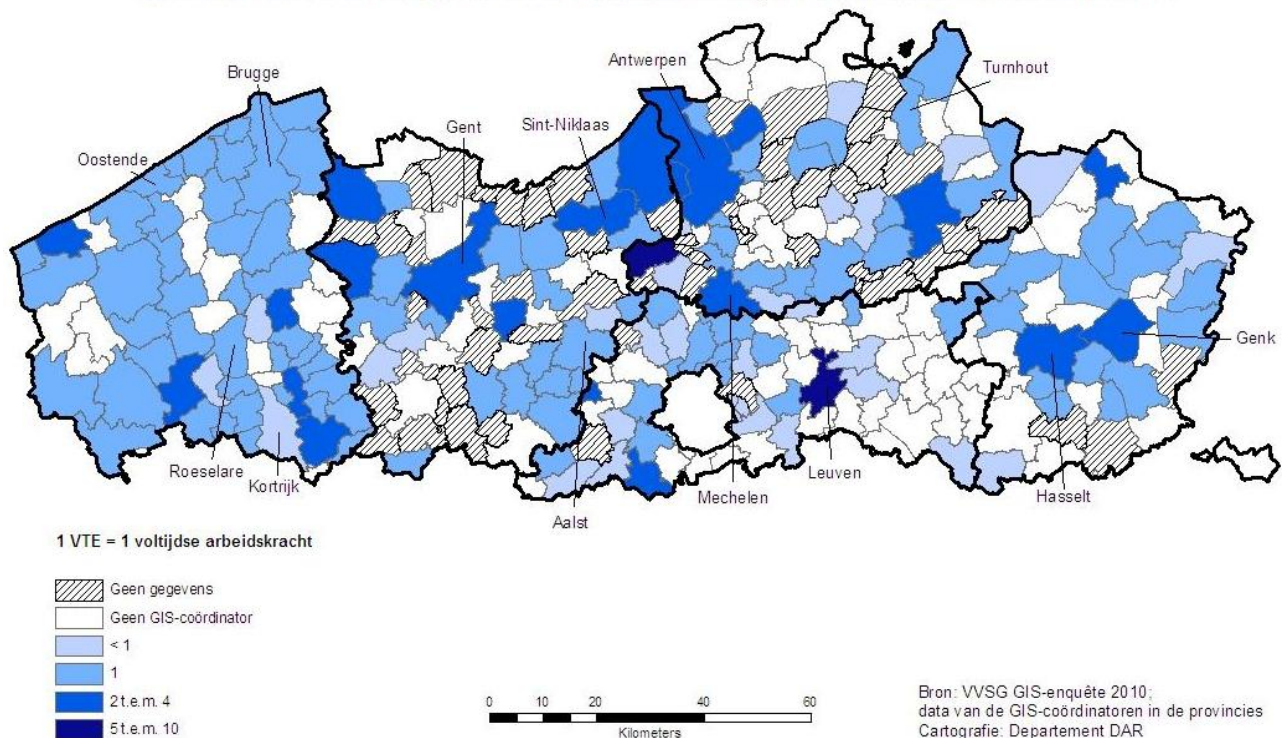 Brugge
Oostende
Gent
Sint-Niklaas
Antwerpen
Turnhout
Genk
Roeselare
Kortrijk
Aalst
Mechelen
Leuven
Hasselt
1 VTE = 1 voltijdse arbeidskracht
Geen gegevens
Geen GIS-coördinator
< 1
1
2 t.e.m. 4
5 t.e.m. 10
0 10 20 40 60
Kilometers
Bron: VVSG GIS-enquête 2010;
data van de GIS-coördinatoren in de provincies
Cartografie: Departement DAR